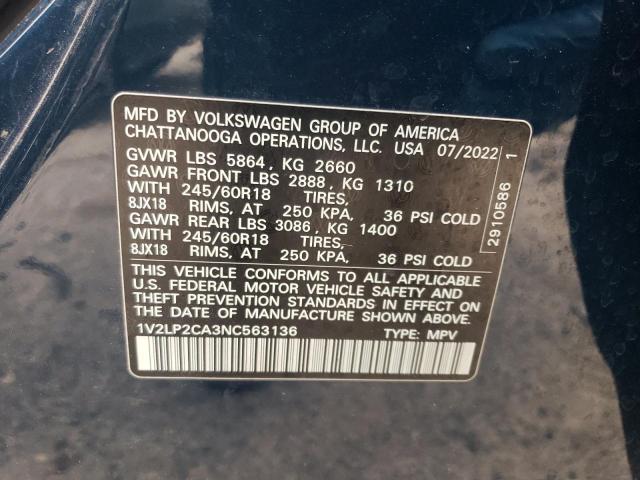 MFD BY VOLKSWAGEN GROUP OF AMERICA
CHATTANOOGA OPERATIONS, LLC. USA 07/2022
GVWR LBS 5864, KG 2660
GAWR FRONT LBS 2888, KG 1310
WITH 245/60R18 TIRES,
8JX18 RIMS, AT 250 KPA, 36 PSI COLD
GAWR REAR LBS 3086, KG 1400
WITH 245/60R18 TIRES,
8JX18 RIMS, AT 250 KPA, 36 PSI COLD
THIS VEHICLE CONFORMS TO ALL APPLICABLE
U.S. FEDERAL MOTOR VEHICLE SAFETY AND
THEFT PREVENTION STANDARDS IN EFFECT ON
THE DATE OF MANUFACTURE SHOWN ABOVE
1V2LP2CA3NC563136 TYPE: MPV
2910586 1